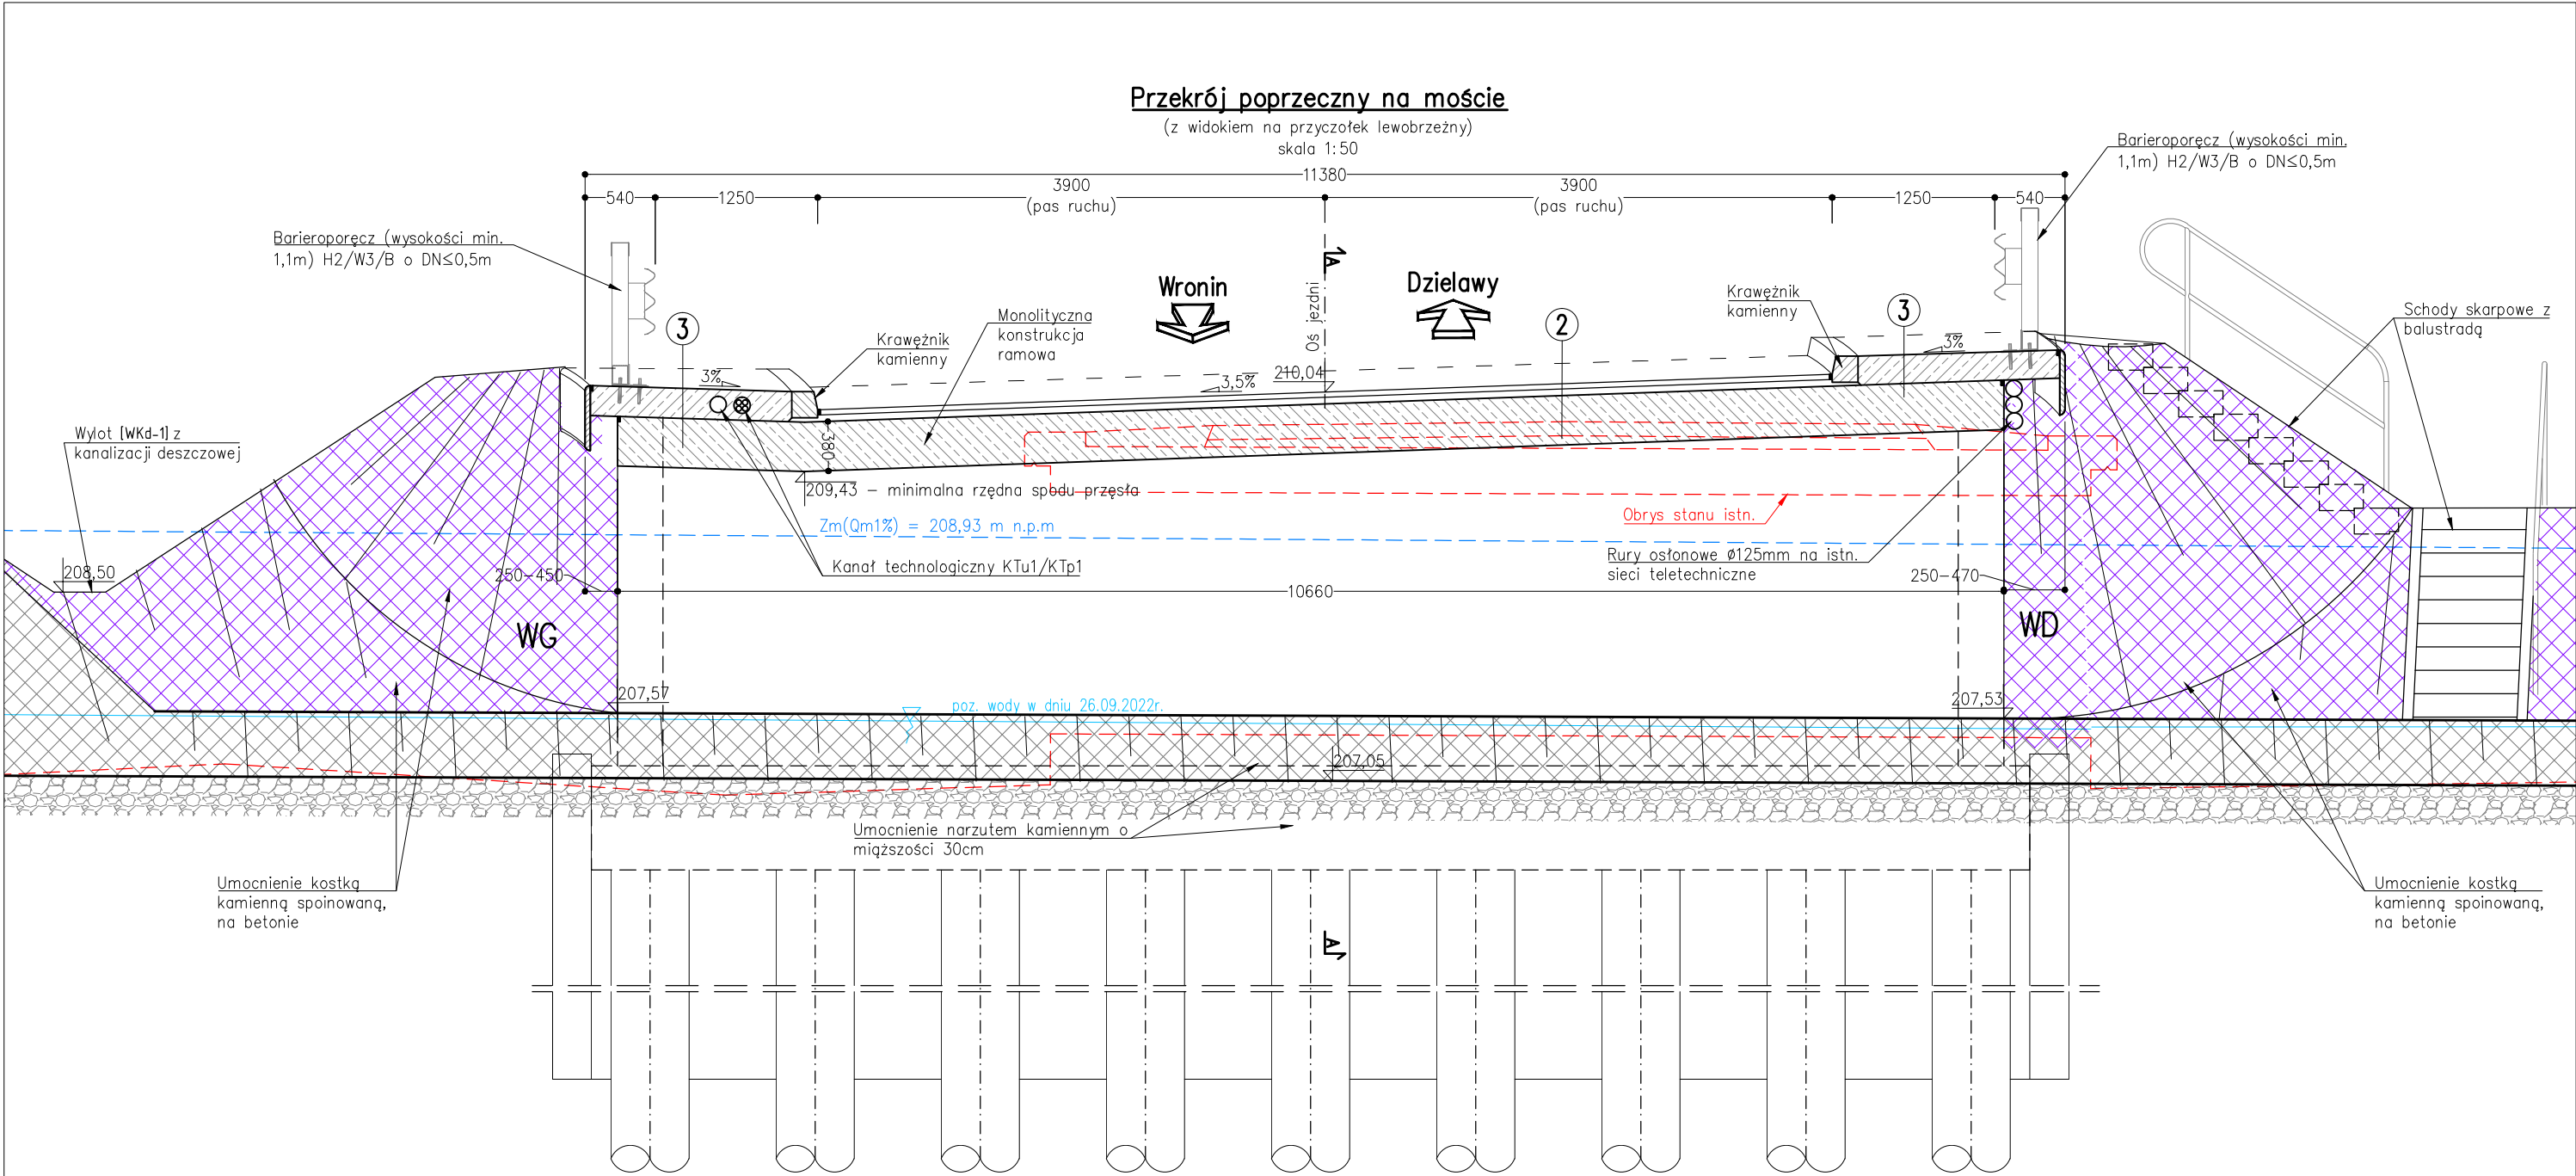 Przekrój poprzeczny na moście
(z widokiem na przyczołek lewobrzeżny)
skala 1:50
Barieroporęcz (wysokości min.
1,1m) H2/W3/B o DN≤0,5m
11380
540
1250
3900
(pas ruchu)
3900
(pas ruchu)
1250
540
Barieroporęcz (wysokości min.
1,1m) H2/W3/B o DN≤0,5m
A
Wronin
Dzielawy
Oś jezdni
Krawężnik
kamienny
Schody skarpowe z
balustradą
3
Krawężnik
kamienny
Monolityczna
konstrukcja
ramowa
2
3
3%
3%
210,04
3,5%
Wylot [WKd-1] z
kanalizacji deszczowej
380
209,43 – minimalna rzędna spodu przęsła
Obrys stanu istn.
Zm(Qm1%) = 208,93 m n.p.m
Rury osłonowe Ø125mm na istn.
sieci teletechniczne
Kanał technologiczny KTu1/KTp1
208,50
250-450
10660
250-470
WG
WD
207,57
poz. wody w dniu 26.09.2022r.
207,53
207,05
Umocnienie narzutem kamiennym o
miąższości 30cm
Umocnienie kostką
kamienną spoinowaną,
na betonie
Umocnienie kostką
kamienną spoinowaną,
na betonie
A